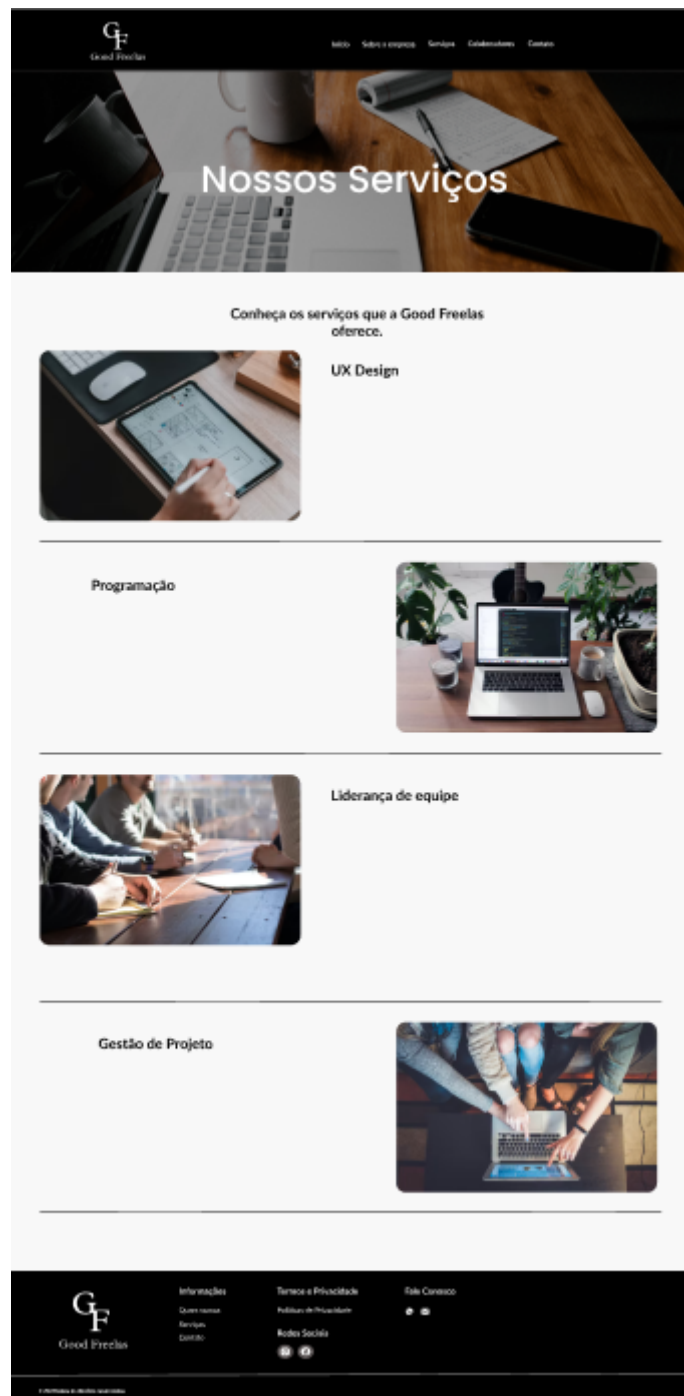 GF
Good Freelas
Início Sobre a empresa Serviços Colaboradores Contato
Nossos Serviços
Conheça os serviços que a Good Freelas
oferece.
UX Design
Programação
Liderança de equipe
Gestão de Projeto
GF
Good Freelas
Informações
Quem somos
Serviços
Contato
Termos e Privacidade
Políticas de Privacidade
Redes Sociais
Fale Conosco